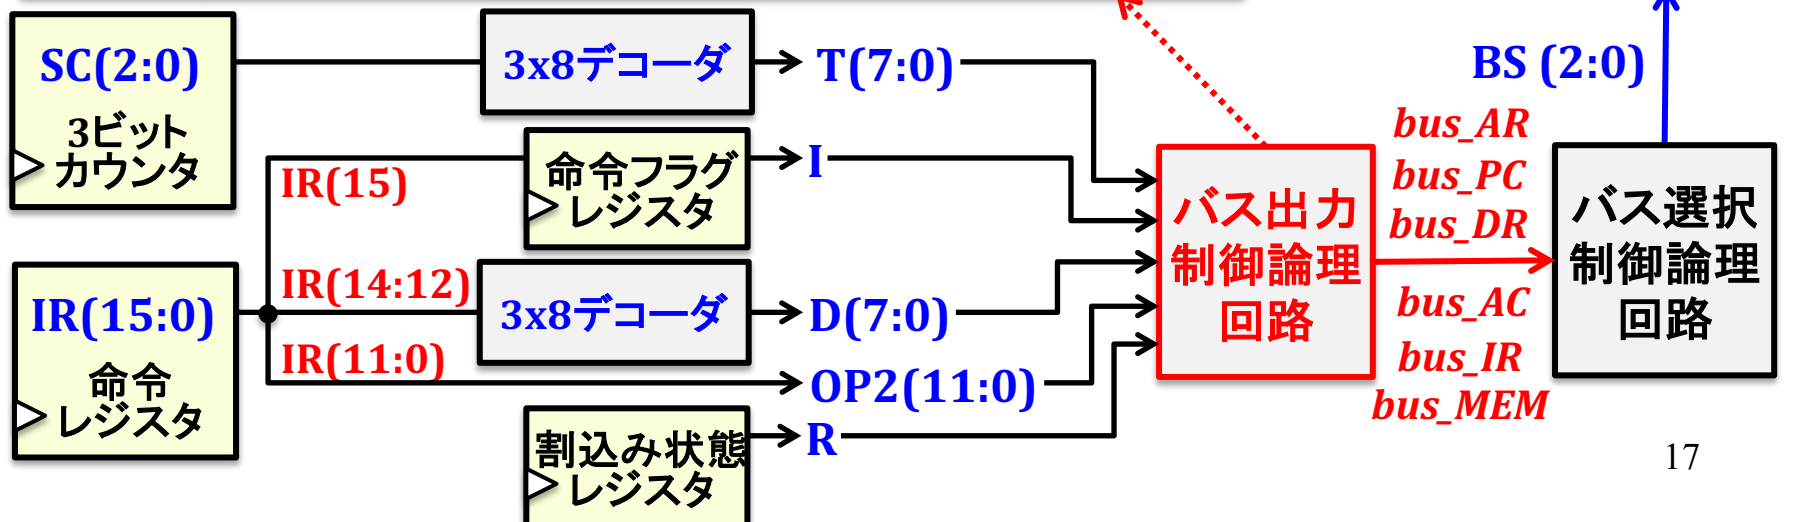 SC(2:0)
3ビット
カウンタ
3x8デコーダ
T(7:0)
BS (2:0)
IR(15)
命令フラグ
レジスタ
I
IR(15:0)
命令
レジスタ
IR(14:12)
3x8デコーダ
D(7:0)
IR(11:0)
OP2(11:0)
割込み状態
レジスタ
R
バス出力
制御論理
回路
bus_AR
bus_PC
bus_DR
bus_AC
bus_IR
bus_MEM
バス選択
制御論理
回路
17